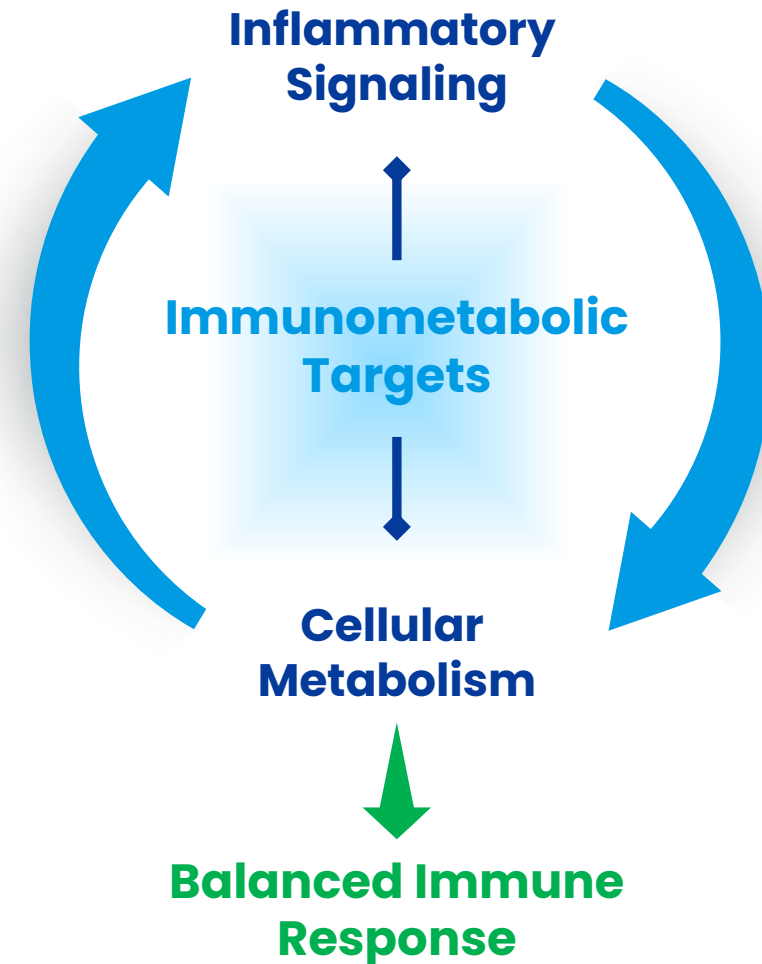 Inflammatory
Signaling
Immunometabolic
Targets
Cellular
Metabolism
Balanced Immune
Response